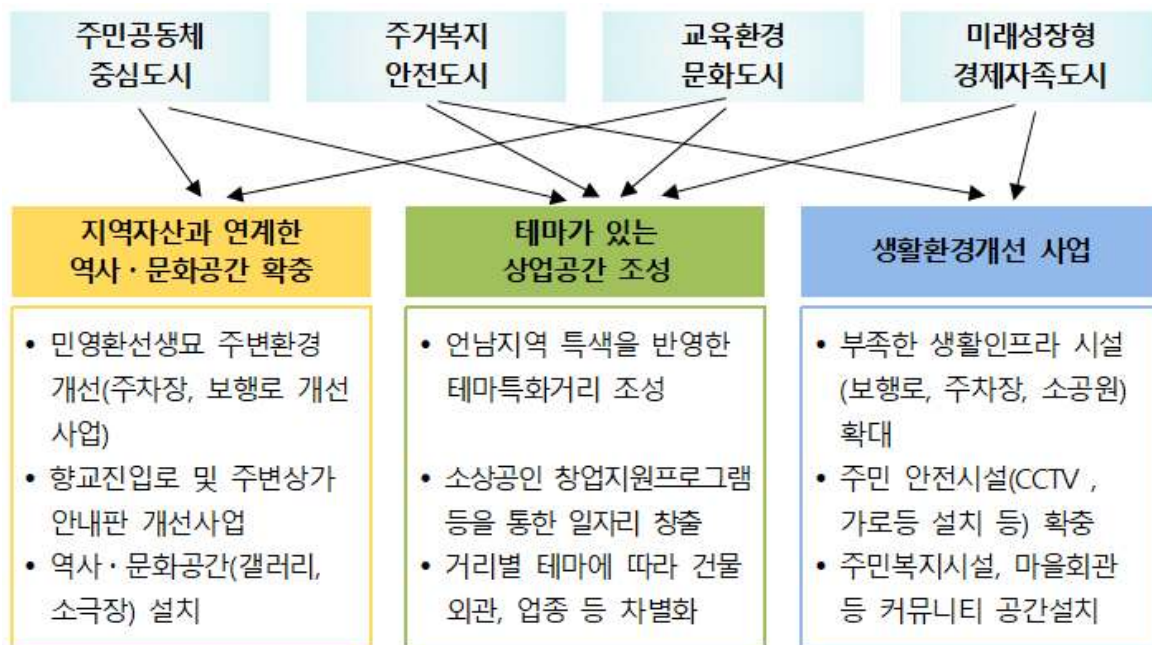 주민공동체
중심도시
주거복지
안전도시
교육환경
문화도시
미래성장형
경제자족도시
지역자산과 연계한
역사·문화공간 확충
• 민영환선생묘 주변환경
개선(주차장, 보행로 개선
사업)
• 향교진입로 및 주변상가
안내판 개선사업
• 역사·문화공간(갤러리,
소극장) 설치
테마가 있는
상업공간 조성
• 언남지역 특색을 반영한
테마특화거리 조성
• 소상공인 창업지원프로그램
등을 통한 일자리 창출
• 거리별 테마에 따라 건물
외관, 업종 등 차별화
생활환경개선 사업
• 부족한 생활인프라 시설
(보행로, 주차장, 소공원)
확대
• 주민 안전시설(CCTV ,
가로등 설치 등) 확충
• 주민복지시설, 마을회관
등 커뮤니티 공간설치